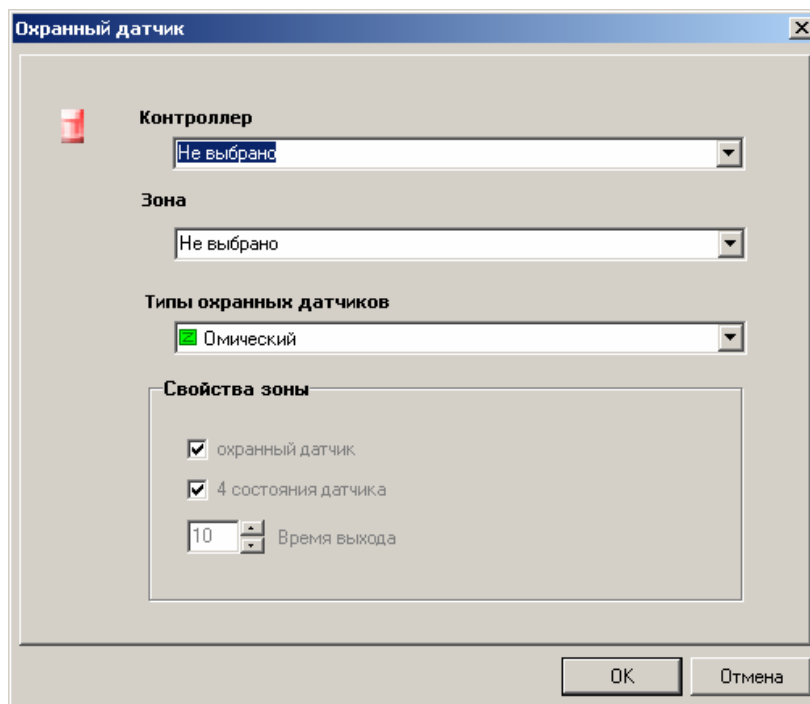 Охранный датчик
Контроллер
Не выбрано
Зона
Не выбрано
Типы охранных датчиков
Омический
Свойства зоны
охранный датчик
4 состояния датчика
10 Время выхода
OK Отмена